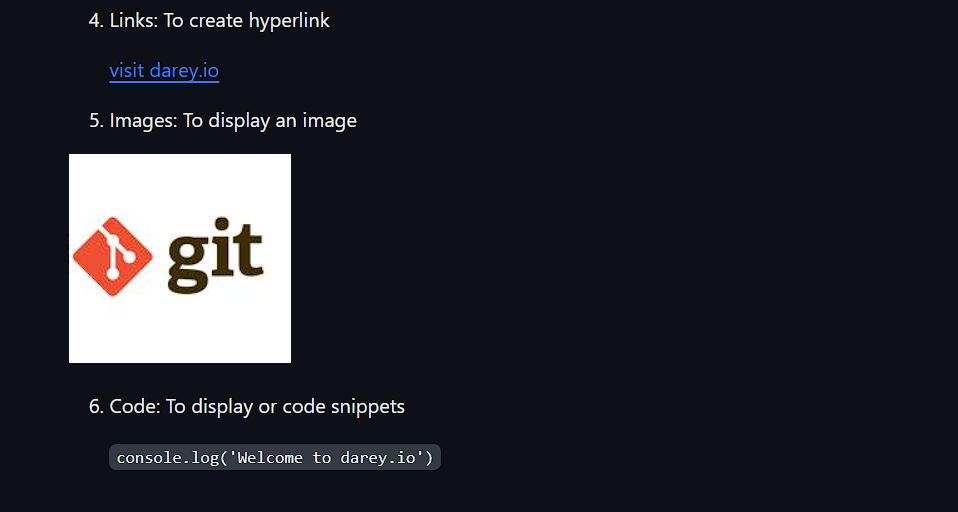 4. Links: To create hyperlink
visit darey.io
5. Images: To display an image
git
6. Code: To display or code snippets
console.log('Welcome to darey.io')